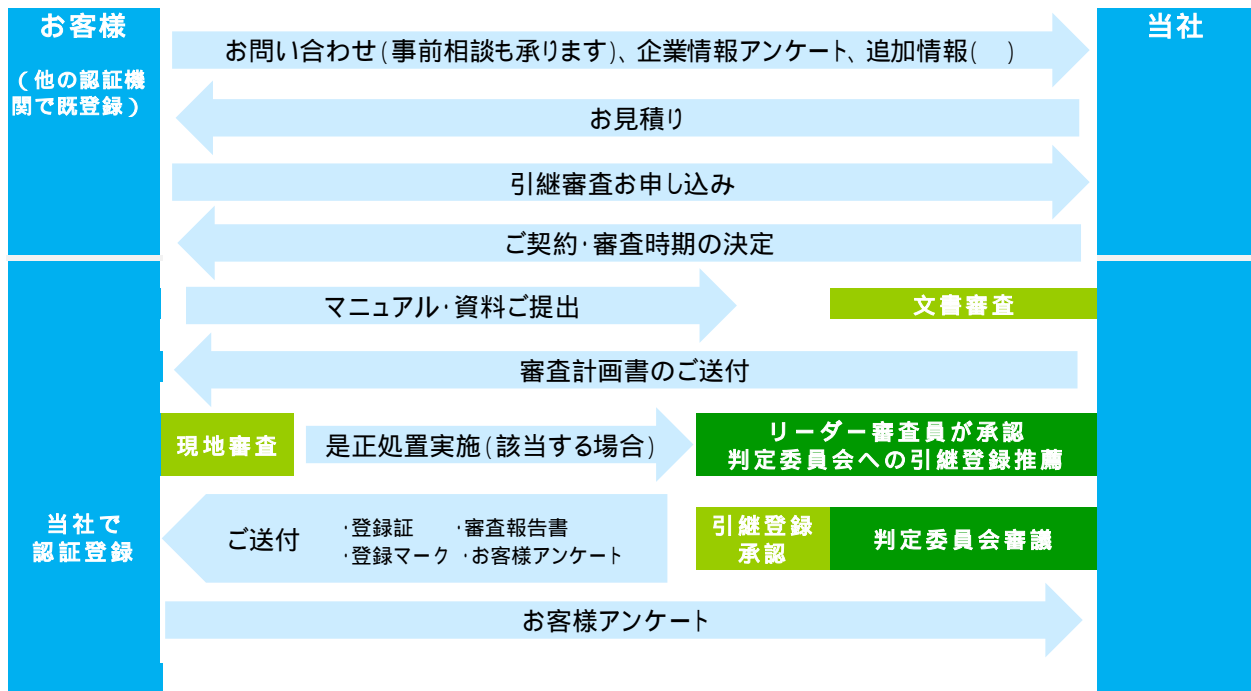 お客様
(他の認証機
関で既登録)
当社
お問い合わせ(事前相談も承ります)、企業情報アンケート、追加情報(　)
お見積り
引継審査お申し込み
ご契約・審査時期の決定
マニュアル・資料ご提出
文書審査
審査計画書のご送付
現地審査
是正処置実施(該当する場合)
リーダー審査員が承認
判定委員会への引継登録推薦
当社で
認証登録
ご送付
・登録証　・審査報告書
・登録マーク ・お客様アンケート
引継登録
承認
判定委員会審議
お客様アンケート